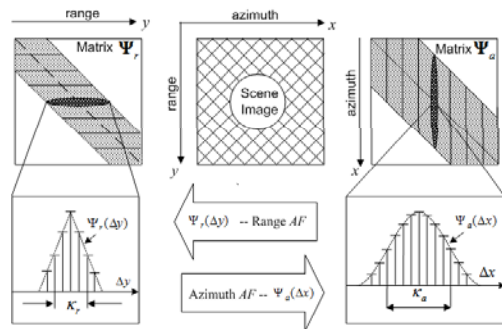 range y
Matrix Ψr
azimuth
x
range
y
Scene
Image
Matrix Ψa
azimuth
x
Ψr(Δy)
Δy
κr
Ψr(Δy) -- Range AF
Azimuth AF-- Ψa(Δx)
Ψa(Δx)
Δx
κa